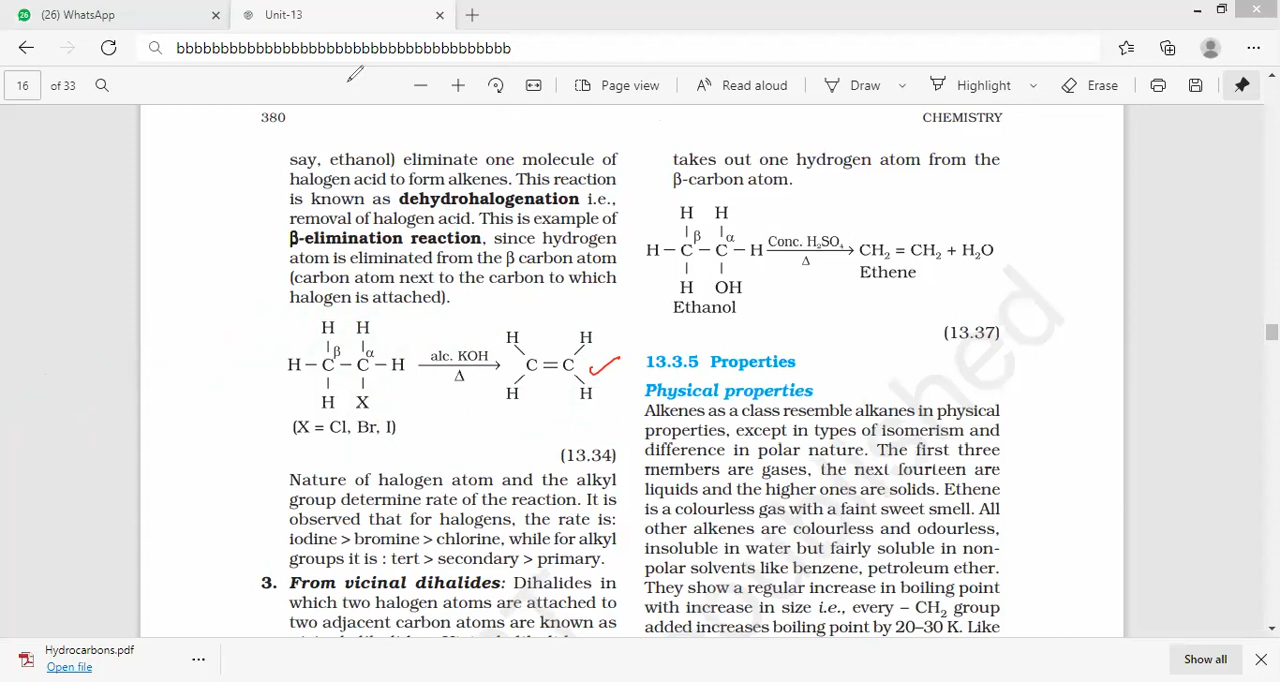 26 (26) WhatsApp
Unit-13
bbbbbbbbbbbbbbbbbbbbbbbbbbbbbbbbbbbbbb
16 of 33
Page view
Read aloud
Draw
Highlight
Erase
380
CHEMISTRY
say, ethanol) eliminate one molecule of
halogen acid to form alkenes. This reaction
is known as dehydrohalogenation i.e.,
removal of halogen acid. This is example of
β-elimination reaction, since hydrogen
atom is eliminated from the β carbon atom
(carbon atom next to the carbon to which
halogen is attached).
H H H H
β α
H – C – C – H alc. KOH C = C
Δ
H X H H
(X = Cl, Br, I)
(13.34)
Nature of halogen atom and the alkyl
group determine rate of the reaction. It is
observed that for halogens, the rate is:
iodine > bromine > chlorine, while for alkyl
groups it is : tert > secondary > primary.
3. From vicinal dihalides: Dihalides in
which two halogen atoms are attached to
two adjacent carbon atoms are known as
takes out one hydrogen atom from the
β-carbon atom.
H H
β α
H – C – C – H Conc. H₂SO₄ CH₂ = CH₂ + H₂O
Δ Ethene
H OH
Ethanol
(13.37)
13.3.5 Properties
Physical properties
Alkenes as a class resemble alkanes in physical
properties, except in types of isomerism and
difference in polar nature. The first three
members are gases, the next fourteen are
liquids and the higher ones are solids. Ethene
is a colourless gas with a faint sweet smell. All
other alkenes are colourless and odourless,
insoluble in water but fairly soluble in non-
polar solvents like benzene, petroleum ether.
They show a regular increase in boiling point
with increase in size i.e., every – CH₂ group
added increases boiling point by 20–30 K. Like
Hydrocarbons.pdf
Open file
Show all